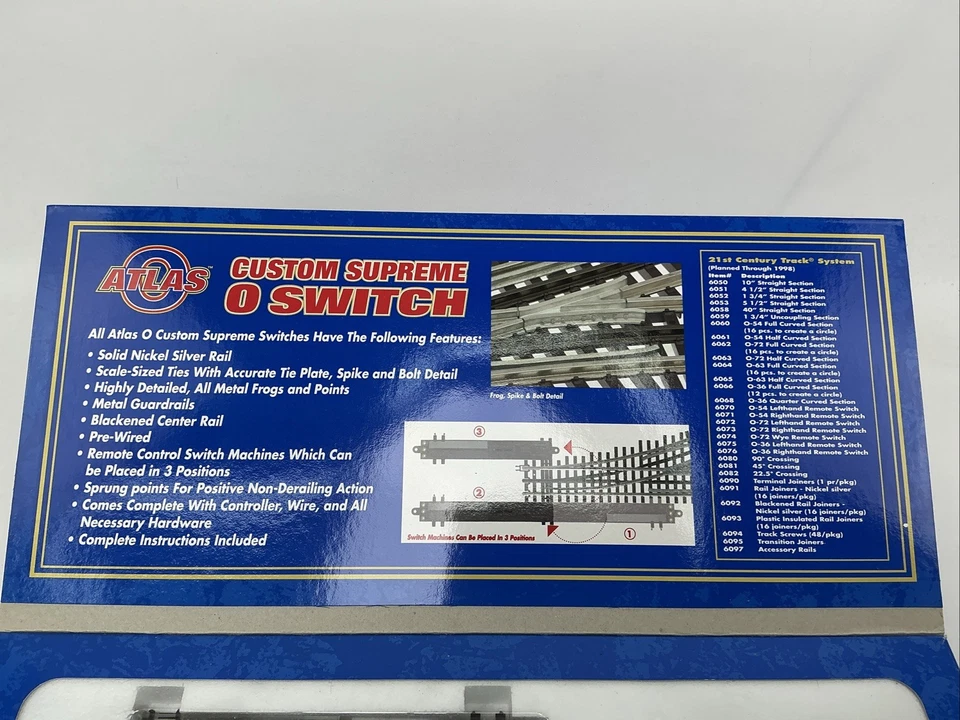 ATLAS
O
TM
CUSTOM SUPREME
O SWITCH
All Atlas O Custom Supreme Switches Have The Following Features:
• Solid Nickel Silver Rail
• Scale-Sized Ties With Accurate Tie Plate, Spike and Bolt Detail
• Highly Detailed, All Metal Frogs and Points
• Metal Guardrails
• Blackened Center Rail
• Pre-Wired
• Remote Control Switch Machines Which Can
be Placed in 3 Positions
• Sprung points For Positive Non-Derailing Action
• Comes Complete With Controller, Wire, and All
Necessary Hardware
• Complete Instructions Included
Frog, Spike & Bolt Detail
3
2
1
Switch Machines Can Be Placed In 3 Positions
21st Century Track® System
(Planned Through 1998)
Item# Description
6050 10" Straight Section
6051 4 1/2" Straight Section
6052 1 3/4" Straight Section
6053 5 1/2" Straight Section
6058 40" Straight Section
6059 1 3/4" Uncoupling Section
6060 O-54 Full Curved Section
(16 pcs. to create a circle)
6061 O-54 Half Curved Section
6062 O-72 Full Curved Section
(16 pcs. to create a circle)
6063 O-72 Half Curved Section
6064 O-63 Full Curved Section
(16 pcs. to create a circle)
6065 O-63 Half Curved Section
6066 O-36 Full Curved Section
(12 pcs. to create a circle)
6068 O-36 Quarter Curved Section
6070 O-54 Lefthand Remote Switch
6071 O-54 Righthand Remote Switch
6072 O-72 Lefthand Remote Switch
6073 O-72 Righthand Remote Switch
6074 O-72 Wye Remote Switch
6075 O-36 Lefthand Remote Switch
6076 O-36 Righthand Remote Switch
6080 90° Crossing
6081 45° Crossing
6082 22.5° Crossing
6090 Terminal Joiners (1 pr/pkg)
6091 Rail Joiners - Nickel silver
(16 joiners/pkg)
6092 Blackened Rail Joiners -
Nickel silver (16 joiners/pkg)
6093 Plastic Insulated Rail Joiners
(16 joiners/pkg)
6094 Track Screws (48/pkg)
6095 Transition Joiners
6097 Accessory Rails